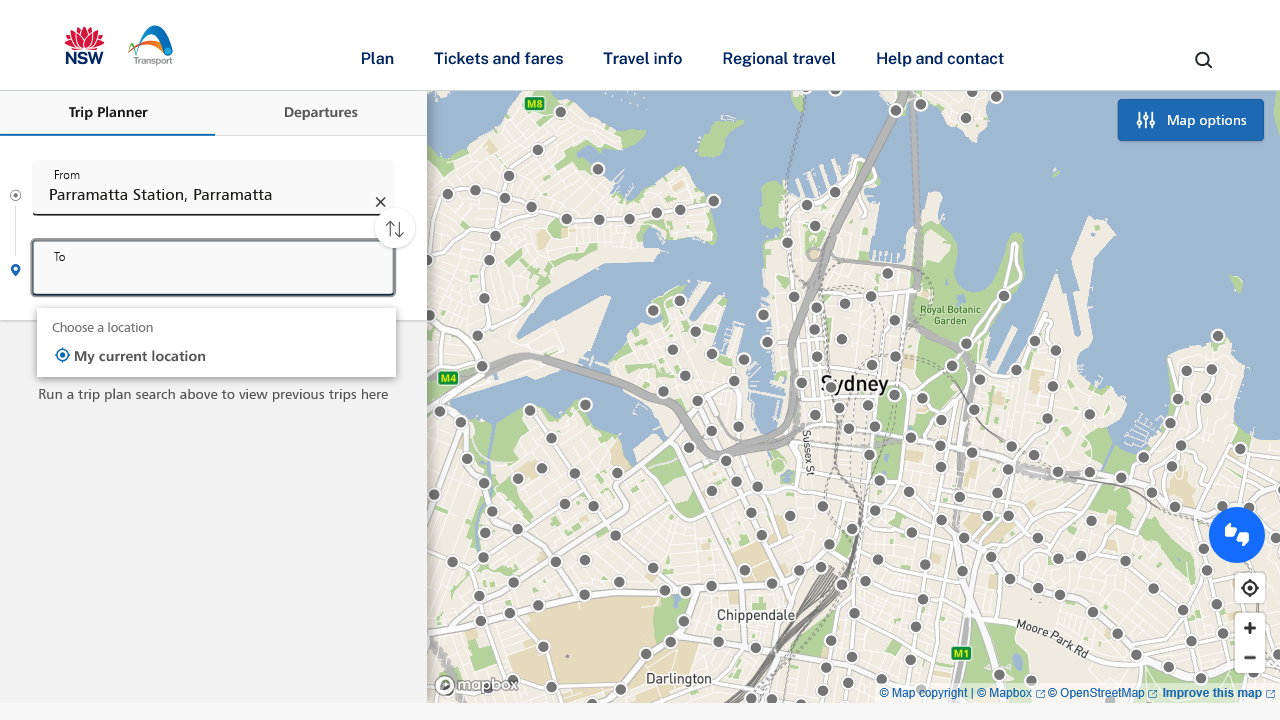 NSW
Transport
Plan
Tickets and fares
Travel info
Regional travel
Help and contact
Trip Planner
Departures
From
Parramatta Station, Parramatta
To
Choose a location
My current location
Run a trip plan search above to view previous trips here
Map options
M8
M4
Royal Botanic
Garden
Sydney
Sussex St
Chippendale
Moore Park Rd
M1
Darlington
mapbox
© Map copyright | © Mapbox © OpenStreetMap Improve this map